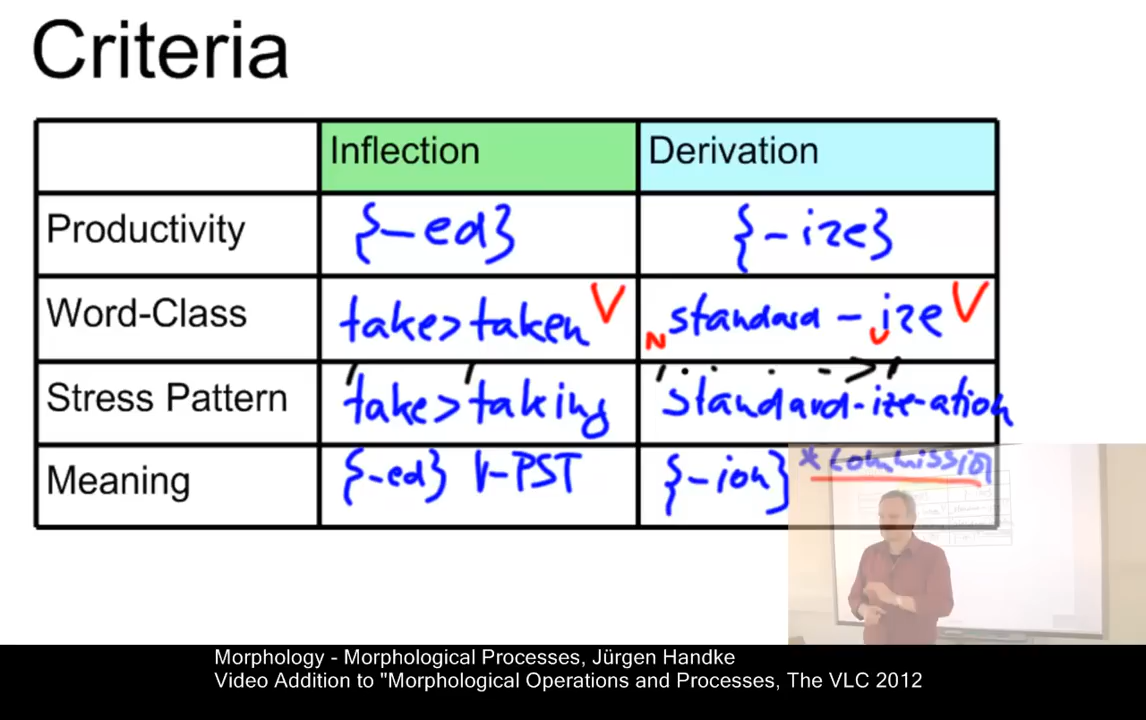 Criteria
Inflection Derivation
Productivity {-ed} {-ize}
Word-Class take>taken V N standard - ize V
Stress Pattern 'take>'taking 'standard-ize-ation
Meaning {-ed} V-PST {-ion} *commission
Morphology - Morphological Processes, Jürgen Handke
Video Addition to "Morphological Operations and Processes, The VLC 2012